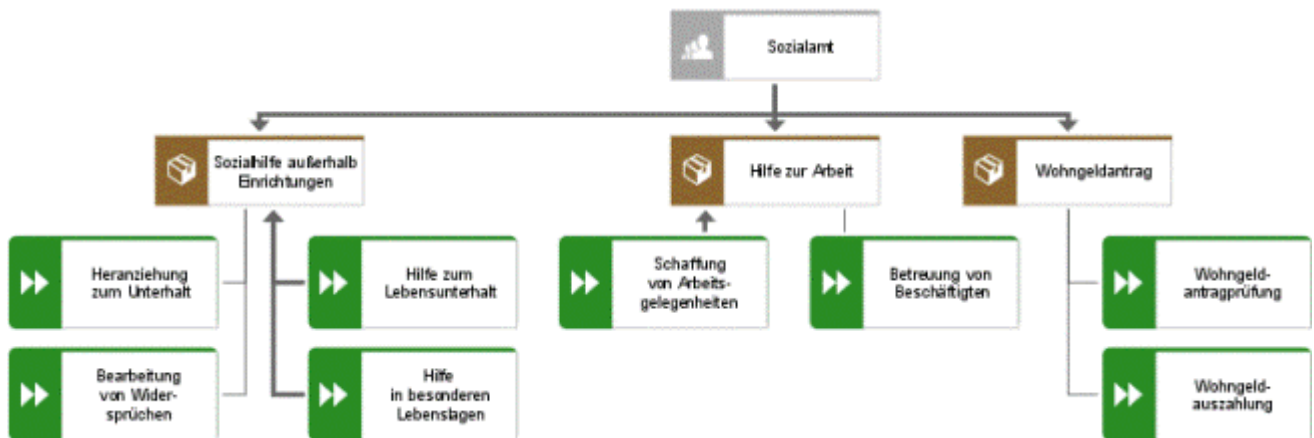 Sozialamt
Sozialhilfe außerhalb
Einrichtungen
Hilfe zur Arbeit
Wohngeldantrag
Heranziehung
zum Unterhalt
Hilfe zum
Lebensunterhalt
Schaffung
von Arbeits-
gelegenheiten
Betreuung von
Beschäftigten
Wohngeld-
antragprüfung
Bearbeitung
von Wider-
sprüchen
Hilfe
in besonderen
Lebenslagen
Wohngeld-
auszahlung